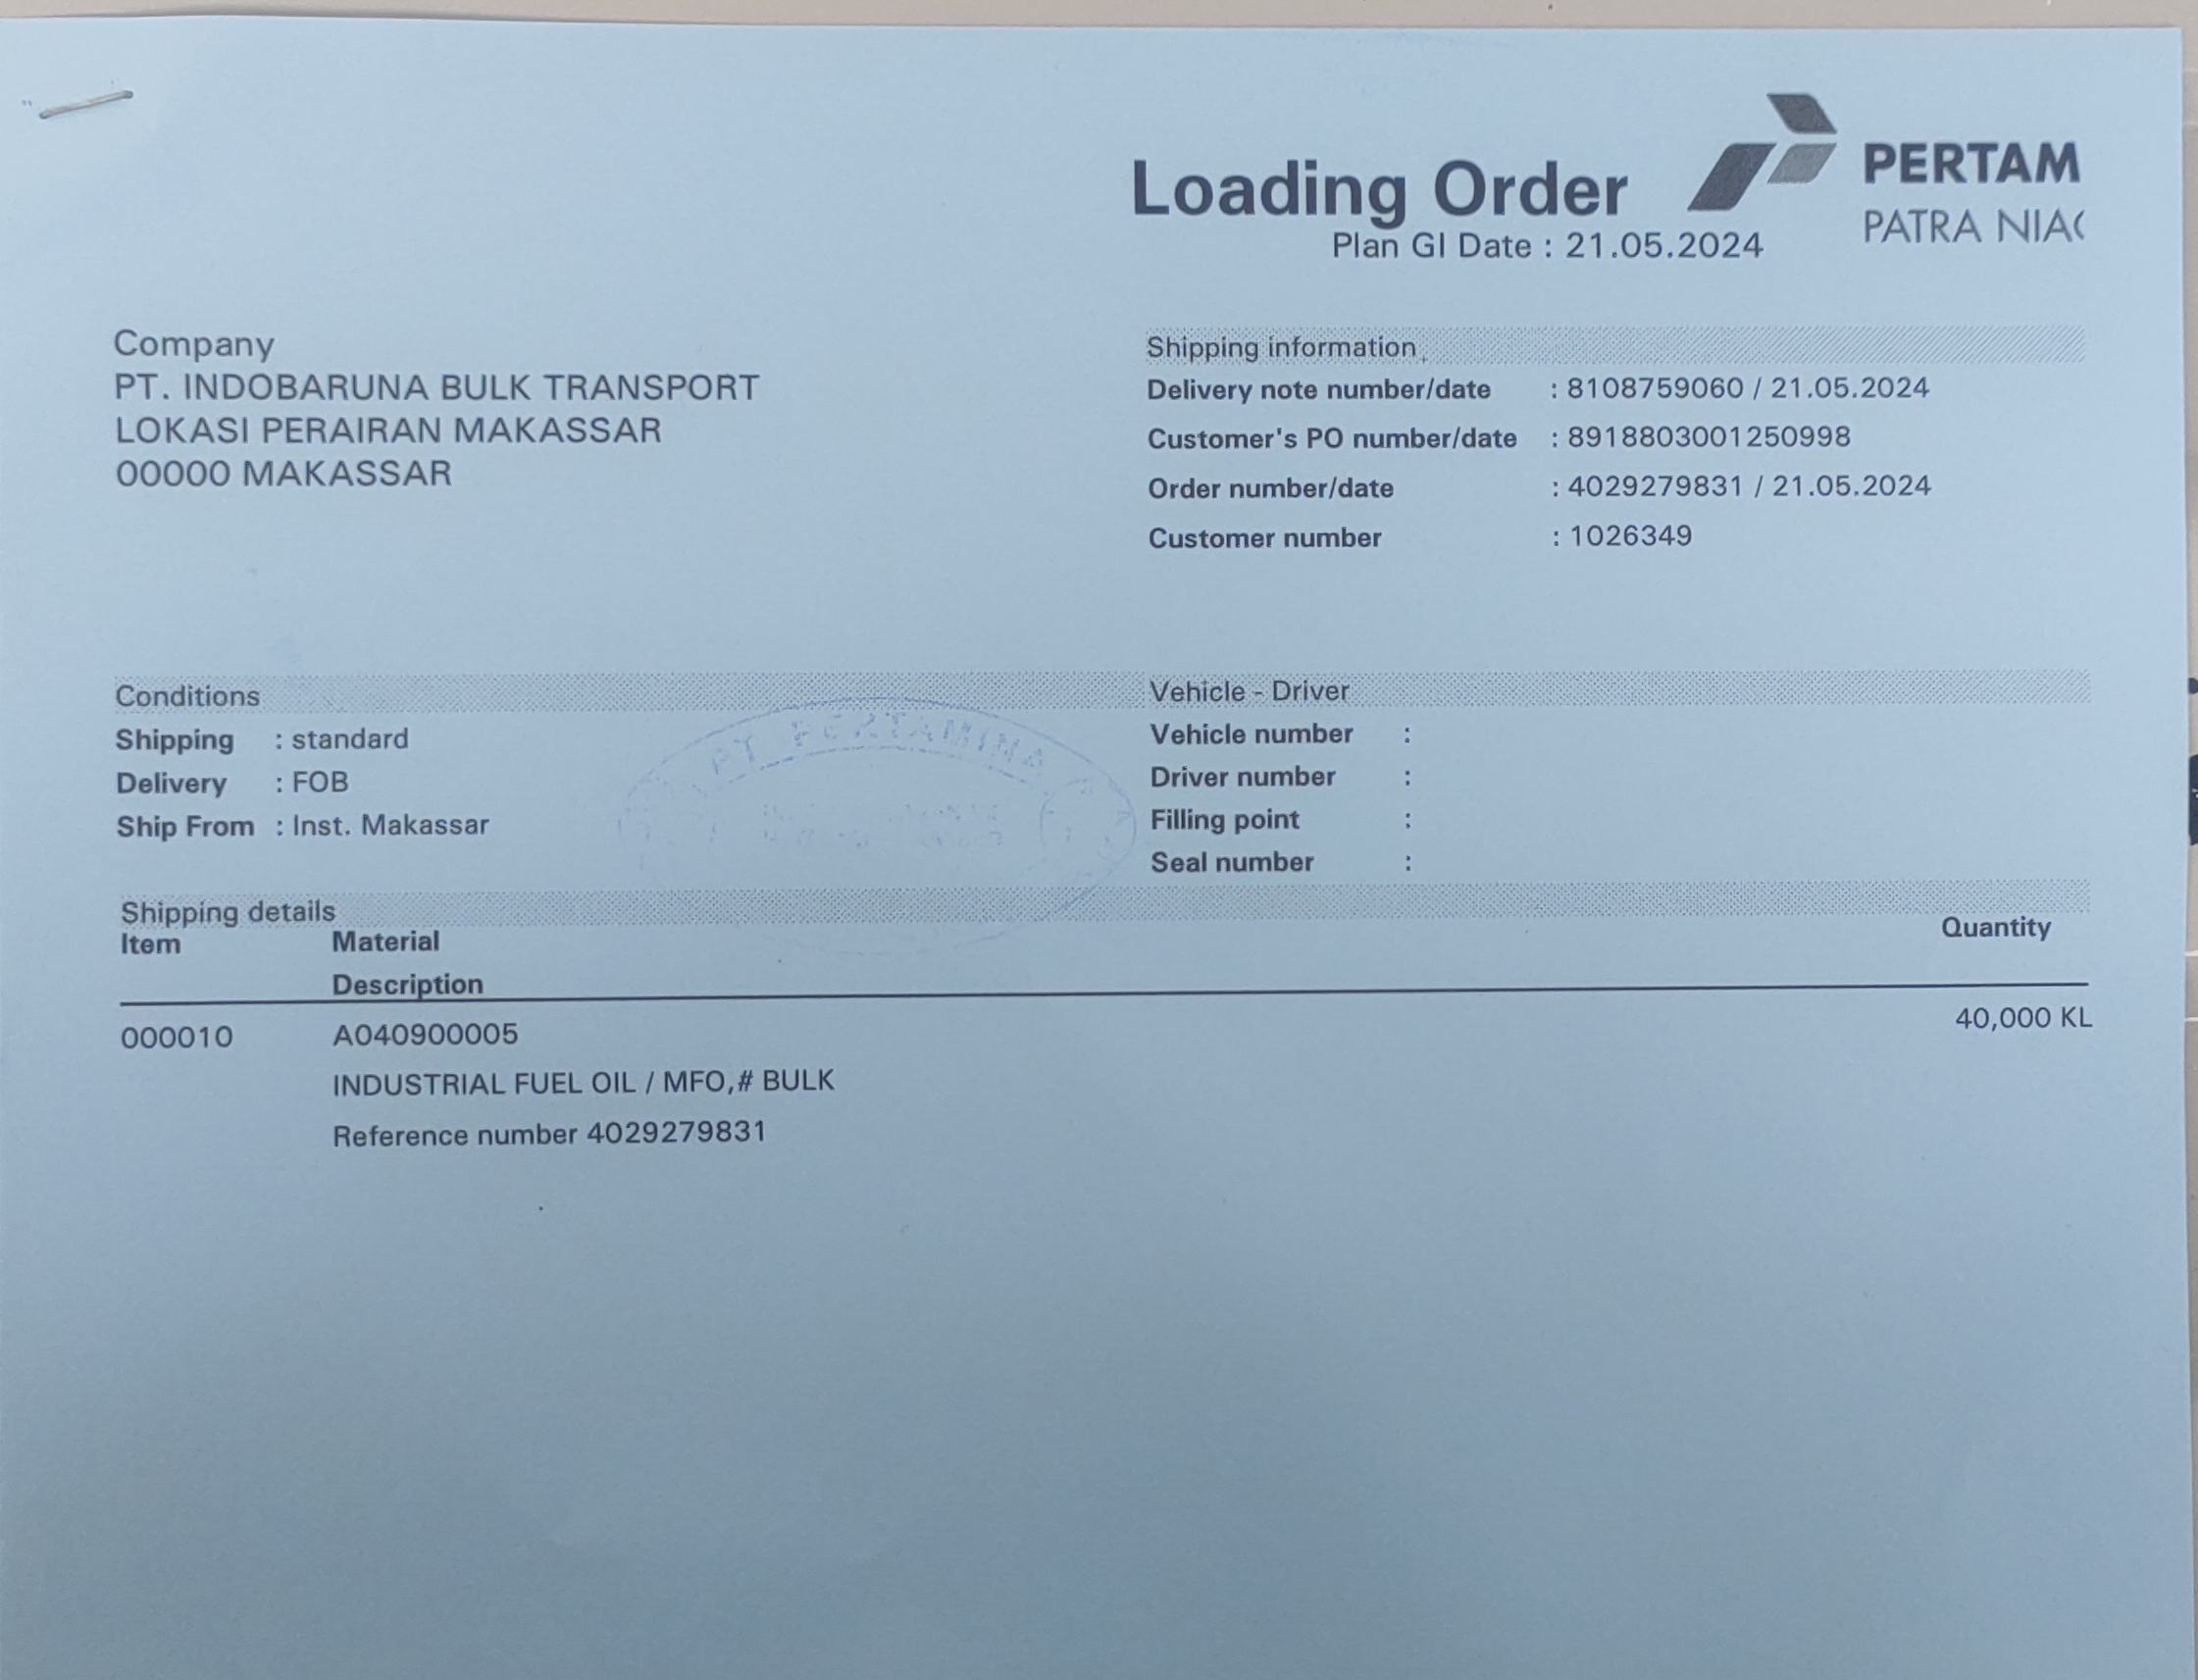 Loading Order
PERTAM
PATRA NIA
Plan GI Date : 21.05.2024
Company
PT. INDOBARUNA BULK TRANSPORT
LOKASI PERAIRAN MAKASSAR
00000 MAKASSAR
Shipping information
Delivery note number/date : 8108759060 / 21.05.2024
Customer's PO number/date : 8918803001250998
Order number/date : 4029279831 / 21.05.2024
Customer number : 1026349
Conditions
Shipping : standard
Delivery : FOB
Ship From : Inst. Makassar
Vehicle - Driver
Vehicle number :
Driver number :
Filling point :
Seal number :
PT PERTAMINA
Shipping details
Item Material Quantity
Description
000010 A040900005 40,000 KL
INDUSTRIAL FUEL OIL / MFO,# BULK
Reference number 4029279831